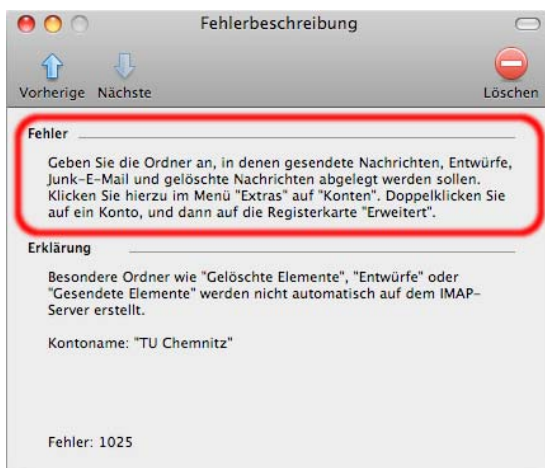 Fehlerbeschreibung
Vorherige Nächste Löschen
Fehler
Geben Sie die Ordner an, in denen gesendete Nachrichten, Entwürfe,
Junk-E-Mail und gelöschte Nachrichten abgelegt werden sollen.
Klicken Sie hierzu im Menü "Extras" auf "Konten". Doppelklicken Sie
auf ein Konto, und dann auf die Registerkarte "Erweitert".
Erklärung
Besondere Ordner wie "Gelöschte Elemente", "Entwürfe" oder
"Gesendete Elemente" werden nicht automatisch auf dem IMAP-
Server erstellt.
Kontoname: "TU Chemnitz"
Fehler: 1025